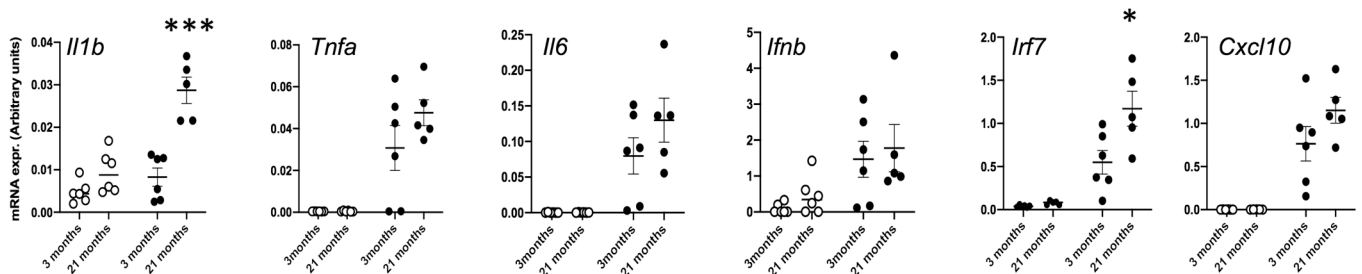 ***
*
Il1b
Tnfa
Il6
Ifnb
Irf7
Cxcl10
mRNA expr. (Arbitrary units)
0.04
0.03
0.02
0.01
0.00
3 months
21 months
3 months
21 months
0.08
0.06
0.04
0.02
0.00
3months
21 months
3months
21 months
0.25
0.20
0.15
0.10
0.05
0.00
3months
21 months
3months
21 months
5
4
3
2
1
0
3months
21 months
3months
21 months
2.0
1.5
1.0
0.5
0.0
3 months
21 months
3 months
21 months
2.0
1.5
1.0
0.5
0.0
3 months
21 months
3 months
21 months